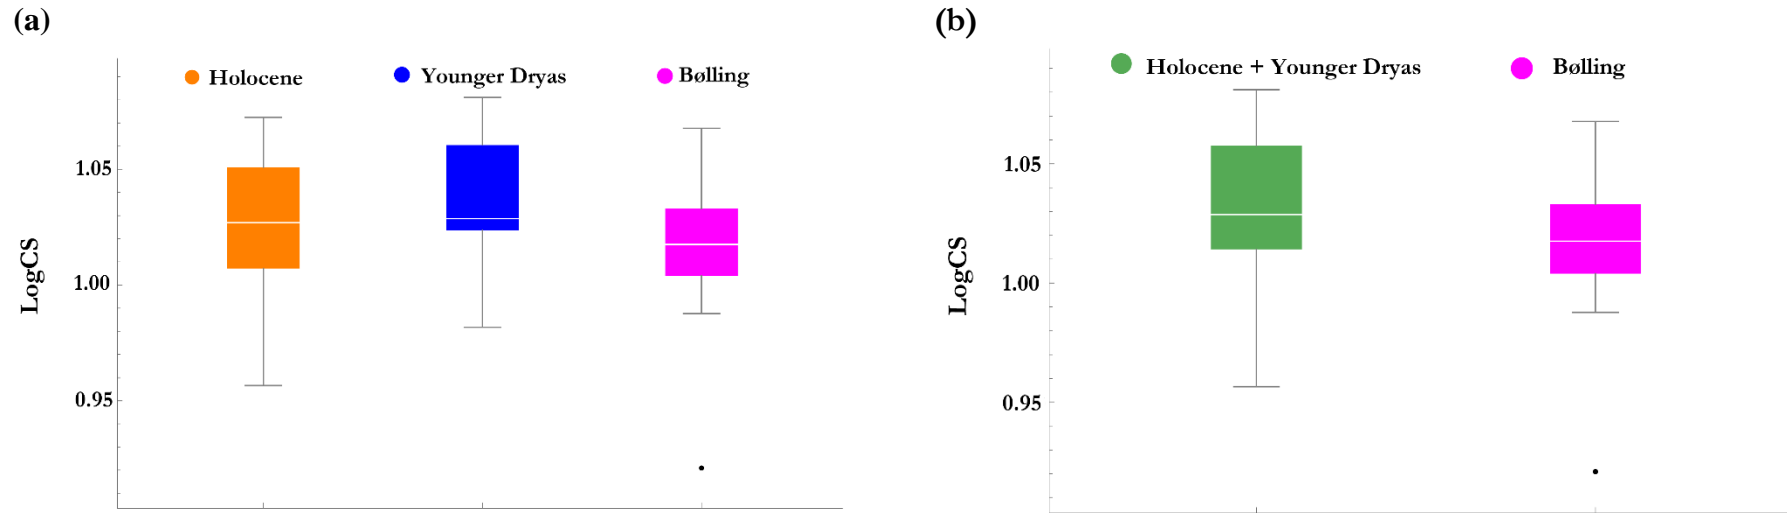 (a)
Holocene
Younger Dryas
Bølling
1.05
1.00
0.95
LogCS
(b)
Holocene + Younger Dryas
Bølling
1.05
1.00
0.95
LogCS